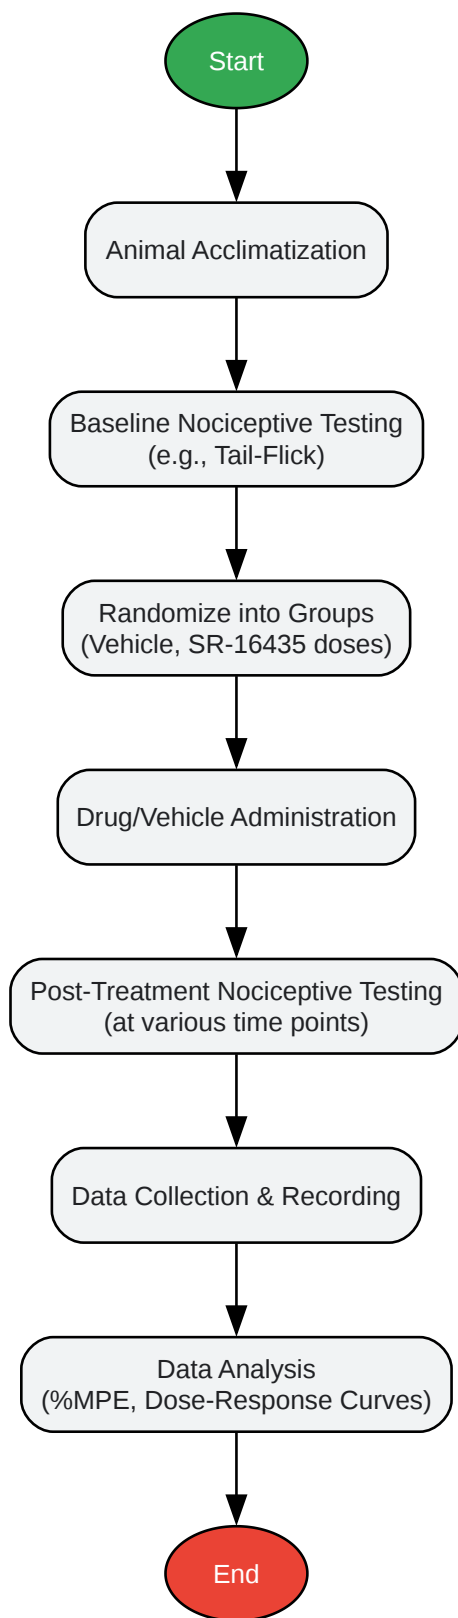 Start
Animal Acclimatization
Baseline Nociceptive Testing
(e.g., Tail-Flick)
Randomize into Groups
(Vehicle, SR-16435 doses)
Drug/Vehicle Administration
Post-Treatment Nociceptive Testing
(at various time points)
Data Collection & Recording
Data Analysis
(%MPE, Dose-Response Curves)
End